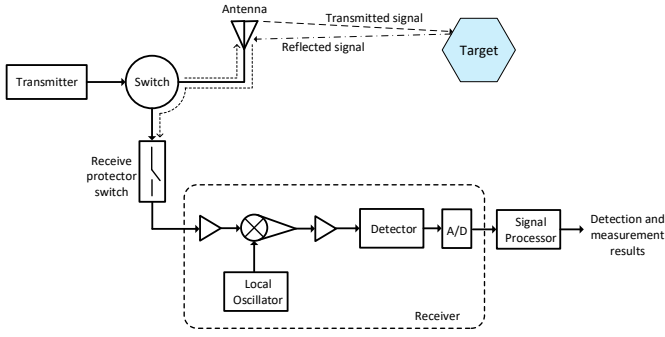 Antenna
Transmitted signal
Reflected signal
Target
Transmitter
Switch
Receive
protector
switch
Detector
A/D
Signal
Processor
Detection and
measurement
results
Local
Oscillator
Receiver